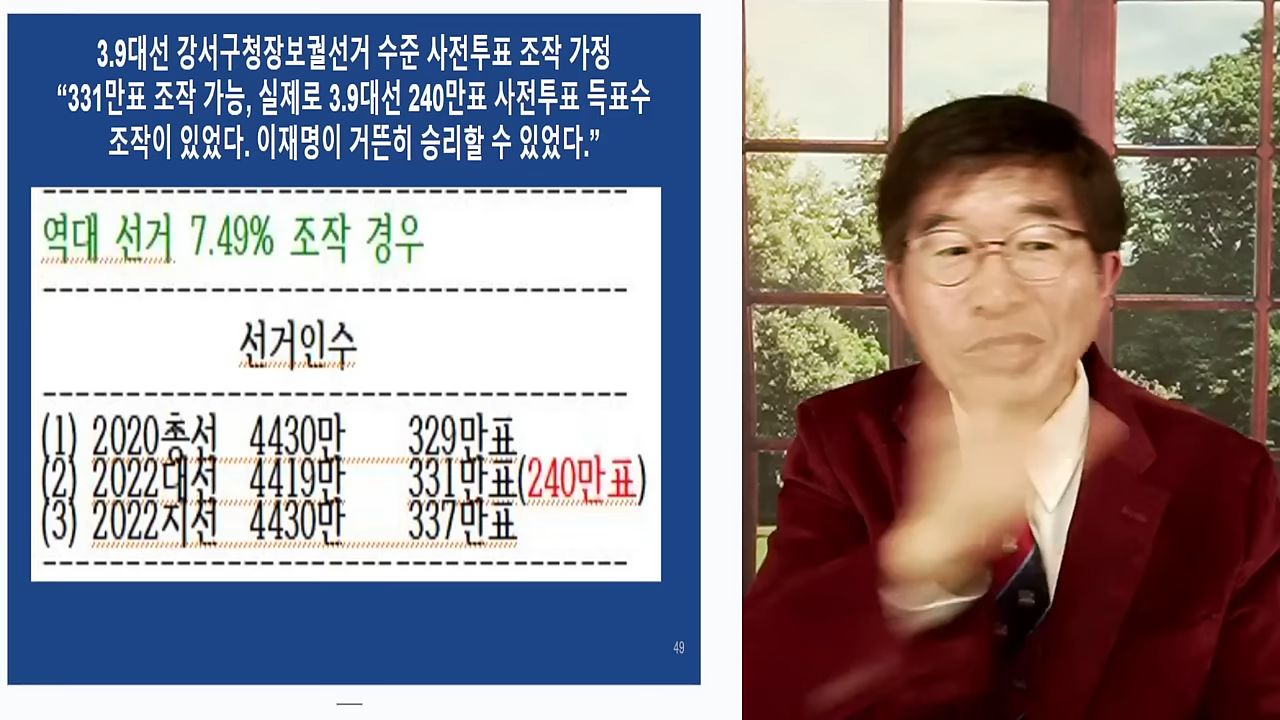 3.9대선 강서구청장보궐선거 수준 사전투표 조작 가정
“331만표 조작 가능, 실제로 3.9대선 240만표 사전투표 득표수
조작이 있었다. 이재명이 거뜬히 승리할 수 있었다.”
역대 선거 7.49% 조작 경우
선거인수
(1) 2020총선 4430만 329만표
(2) 2022대선 4419만 331만표(240만표)
(3) 2022지선 4430만 337만표
49